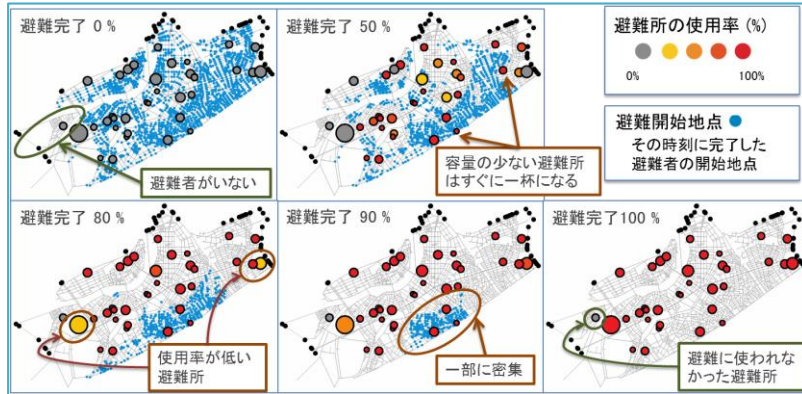 避難完了 0 %
避難者がいない
避難完了 50 %
容量の少ない避難所
はすぐに一杯になる
避難所の使用率 (%)
0%
100%
避難開始地点
その時刻に完了した
避難者の開始地点
避難完了 80 %
使用率が低い
避難所
避難完了 90 %
一部に密集
避難完了100 %
避難に使われな
かった避難所